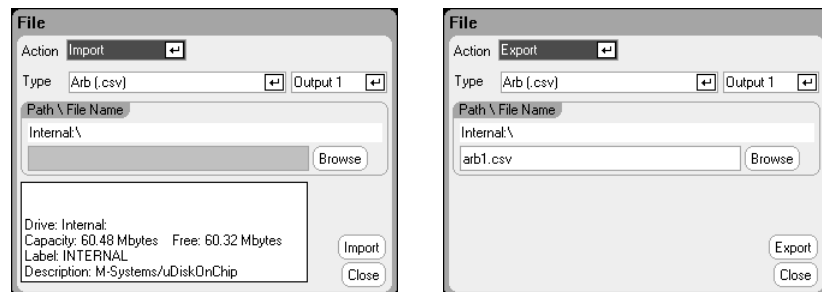 File
Action Import
Type Arb (.csv) Output 1
Path \ File Name
Internal:\
Browse
Drive: Internal:
Capacity: 60.48 Mbytes Free: 60.32 Mbytes
Label: INTERNAL
Description: M-Systems/uDiskOnChip
Import
Close
File
Action Export
Type Arb (.csv) Output 1
Path \ File Name
Internal:\
arb1.csv Browse
Export
Close